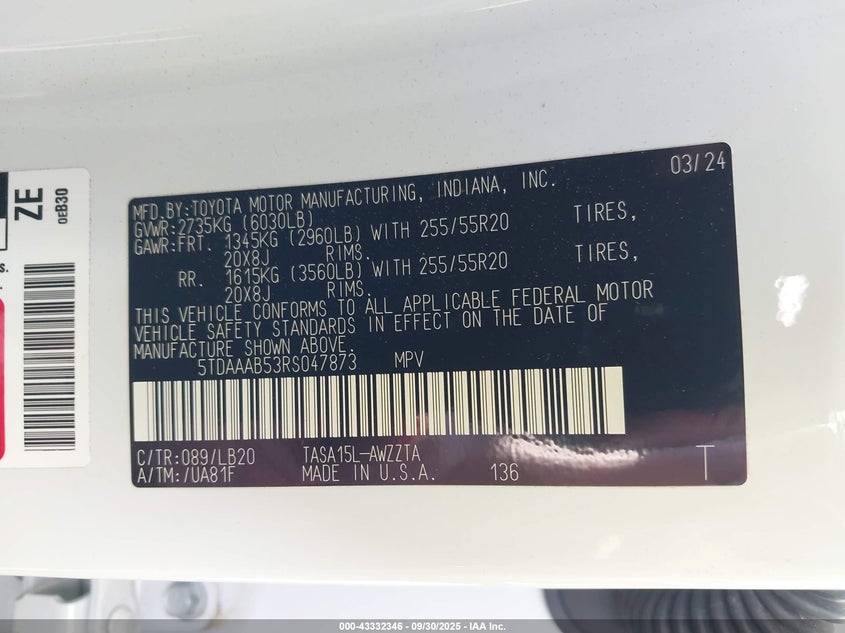 03/24
MFD.BY:TOYOTA MOTOR MANUFACTURING, INDIANA, INC.
GVWR:2735KG (6030LB)
GAWR:FRT. 1345KG (2960LB) WITH 255/55R20 TIRES,
20X8J RIMS.
RR. 1615KG (3560LB) WITH 255/55R20 TIRES,
20X8J RIMS.
THIS VEHICLE CONFORMS TO ALL APPLICABLE FEDERAL MOTOR
VEHICLE SAFETY STANDARDS IN EFFECT ON THE DATE OF
MANUFACTURE SHOWN ABOVE.
5TDAAAB53RS047873 MPV
C/TR:089/LB20 TASA15L-AWZZTA
A/TM:/UA81F MADE IN U.S.A. 136 T
ZE
0EB30
s.
000-43332346 - 09/30/2025 - IAA Inc.